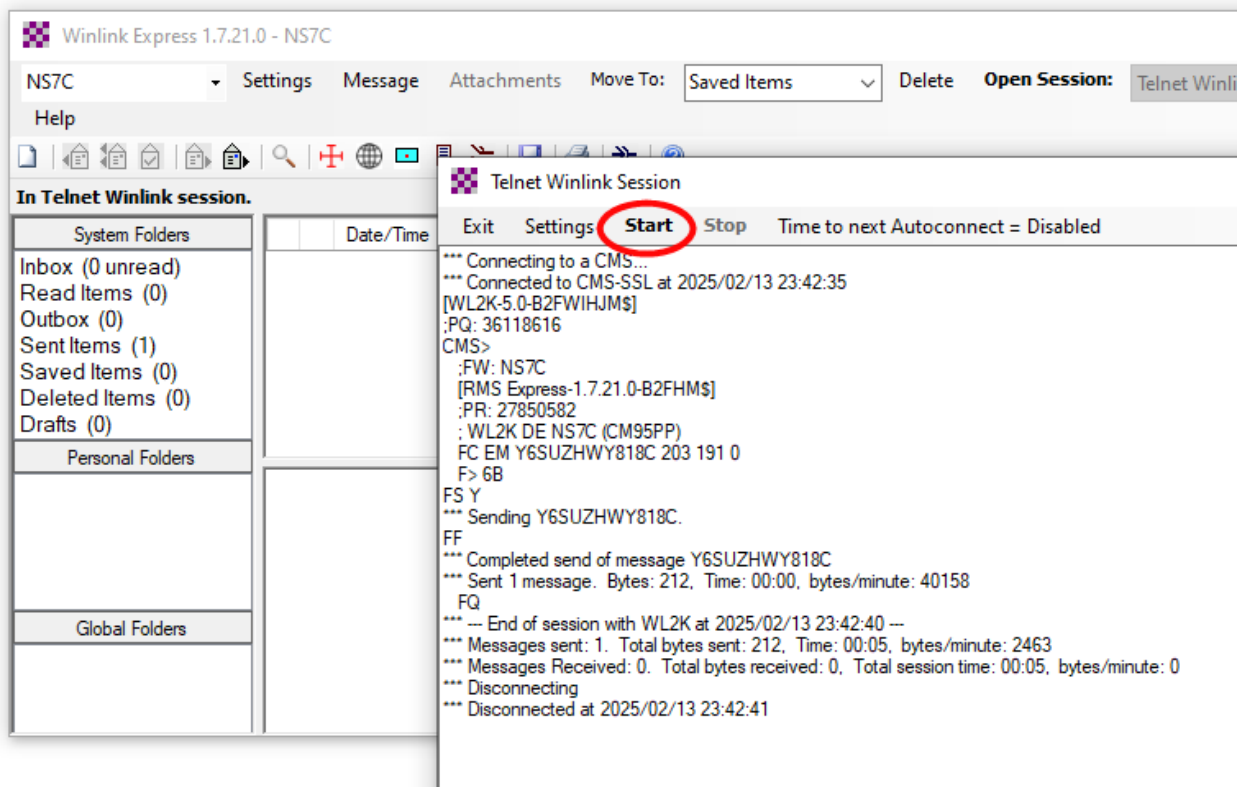 Winlink Express 1.7.21.0 - NS7C
NS7C Settings Message Attachments Move To: Saved Items Delete Open Session: Telnet Winli
Help
In Telnet Winlink session.
System Folders
Inbox (0 unread)
Read Items (0)
Outbox (0)
Sent Items (1)
Saved Items (0)
Deleted Items (0)
Drafts (0)
Personal Folders
Global Folders
Date/Time
Telnet Winlink Session
Exit Settings Start Stop Time to next Autoconnect = Disabled
*** Connecting to a CMS...
*** Connected to CMS-SSL at 2025/02/13 23:42:35
[WL2K-5.0-B2FWIHJM$]
;PQ: 36118616
CMS>
;FW: NS7C
[RMS Express-1.7.21.0-B2FHM$]
;PR: 27850582
; WL2K DE NS7C (CM95PP)
FC EM Y6SUZHWY818C 203 191 0
F> 6B
FS Y
*** Sending Y6SUZHWY818C.
FF
*** Completed send of message Y6SUZHWY818C
*** Sent 1 message. Bytes: 212, Time: 00:00, bytes/minute: 40158
FQ
*** --- End of session with WL2K at 2025/02/13 23:42:40 ---
*** Messages sent: 1. Total bytes sent: 212, Time: 00:05, bytes/minute: 2463
*** Messages Received: 0. Total bytes received: 0, Total session time: 00:05, bytes/minute: 0
*** Disconnecting
*** Disconnected at 2025/02/13 23:42:41